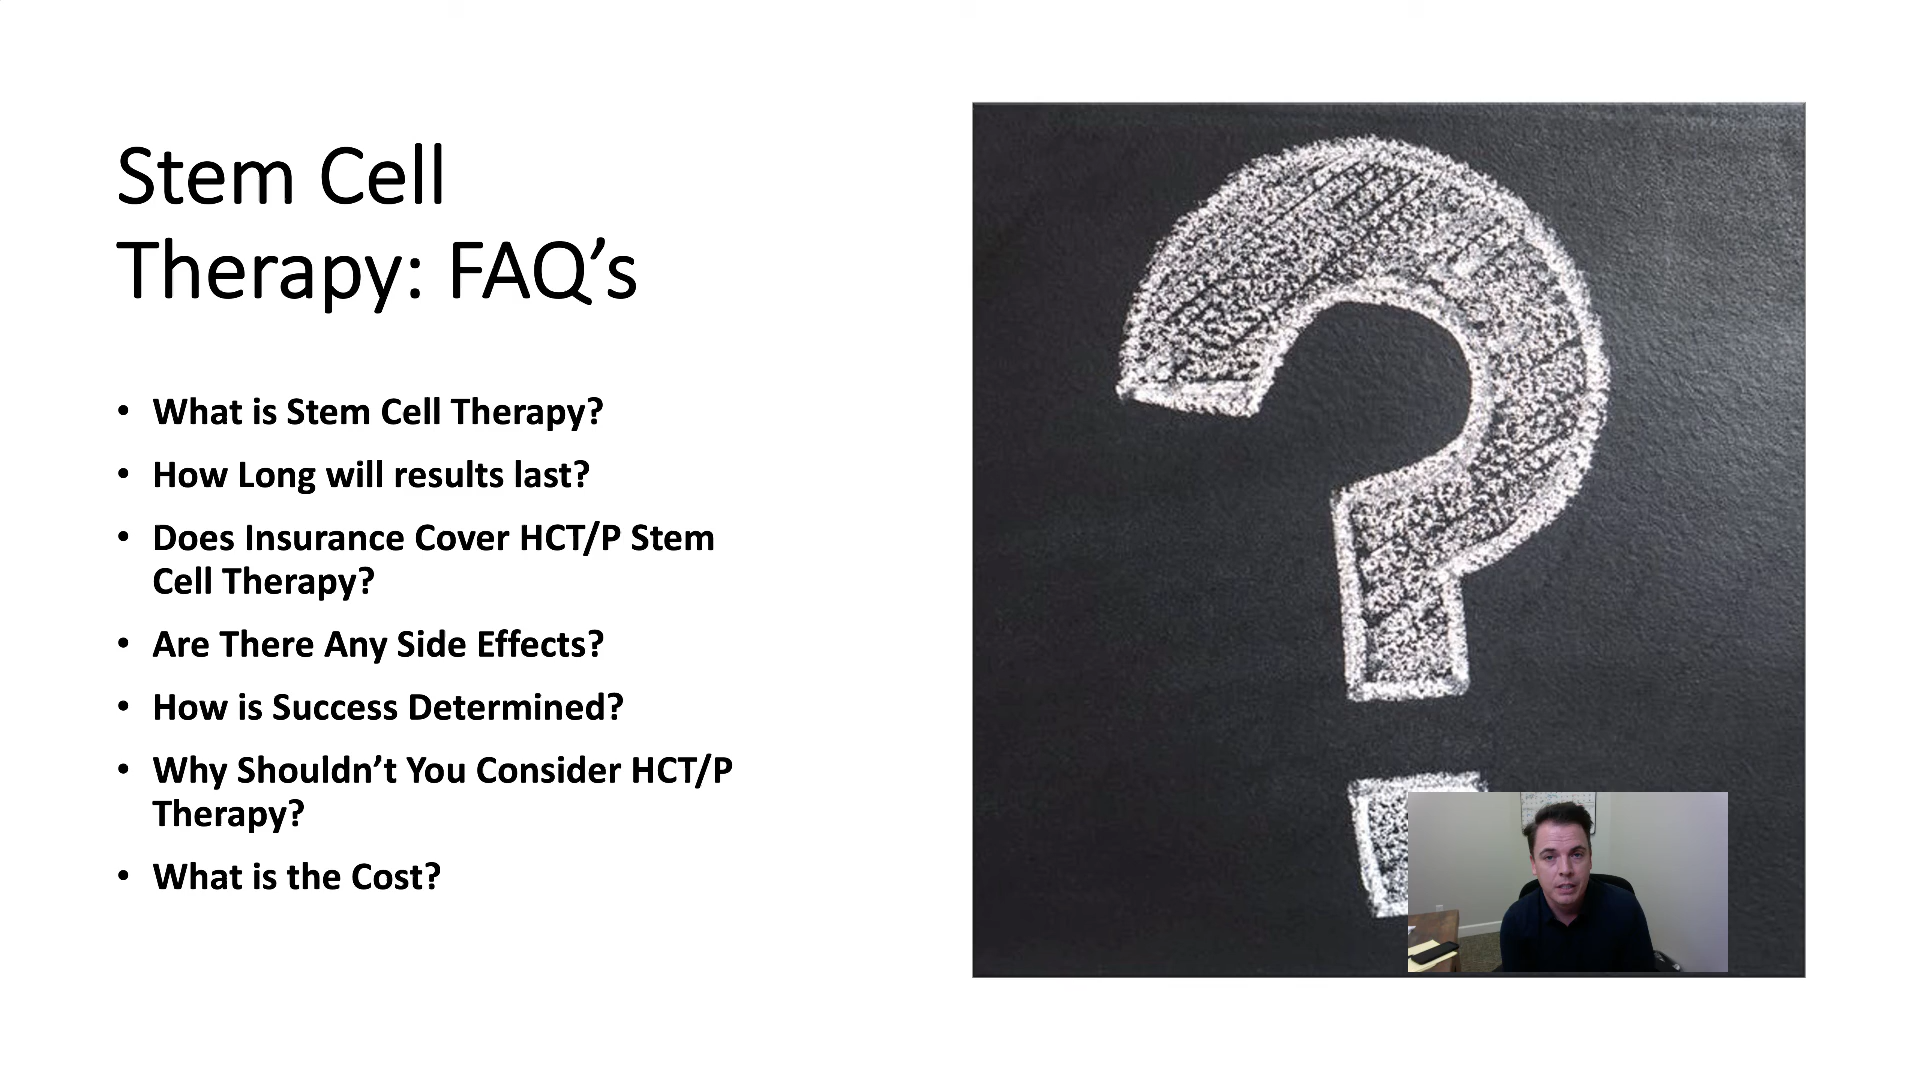 Stem Cell
Therapy: FAQ’s
• What is Stem Cell Therapy?
• How Long will results last?
• Does Insurance Cover HCT/P Stem
Cell Therapy?
• Are There Any Side Effects?
• How is Success Determined?
• Why Shouldn’t You Consider HCT/P
Therapy?
• What is the Cost?
?